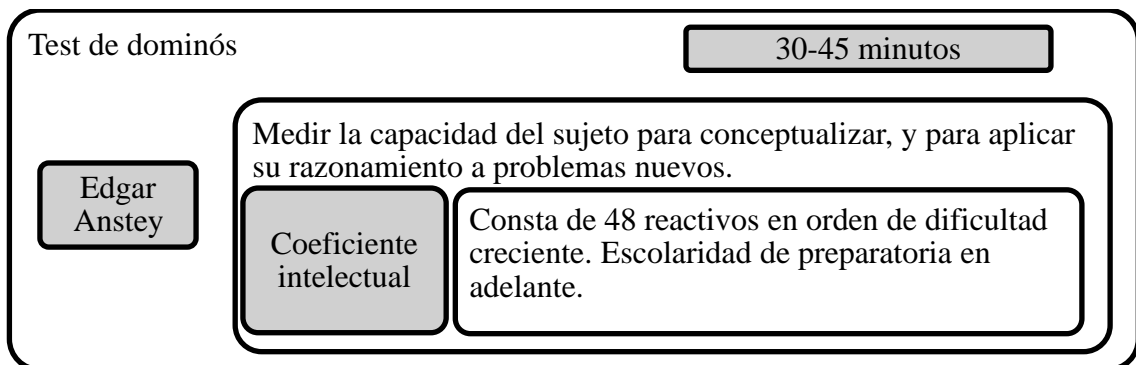 Test de dominós
30-45 minutos
Edgar
Anstey
Medir la capacidad del sujeto para conceptualizar, y para aplicar
su razonamiento a problemas nuevos.
Coeficiente
intelectual
Consta de 48 reactivos en orden de dificultad
creciente. Escolaridad de preparatoria en
adelante.